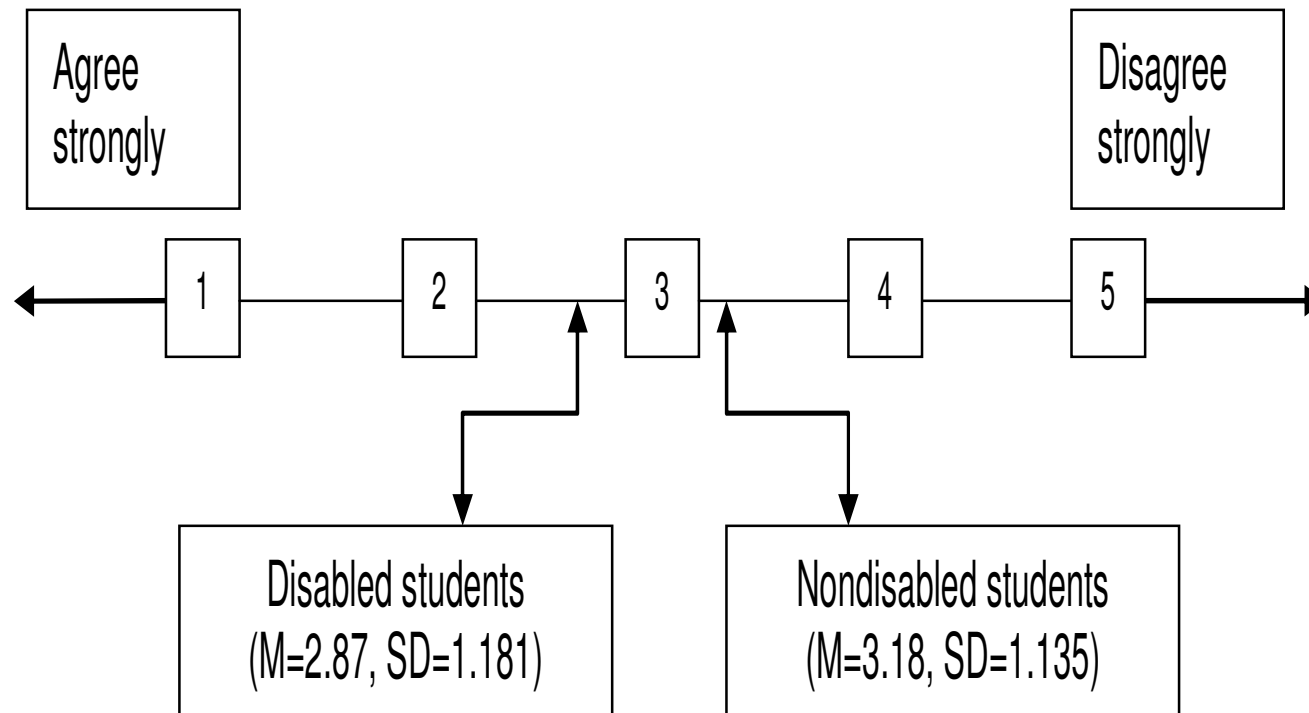 Agree
strongly
Disagree
strongly
1
2
3
4
5
Disabled students
(M=2.87, SD=1.181)
Nondisabled students
(M=3.18, SD=1.135)